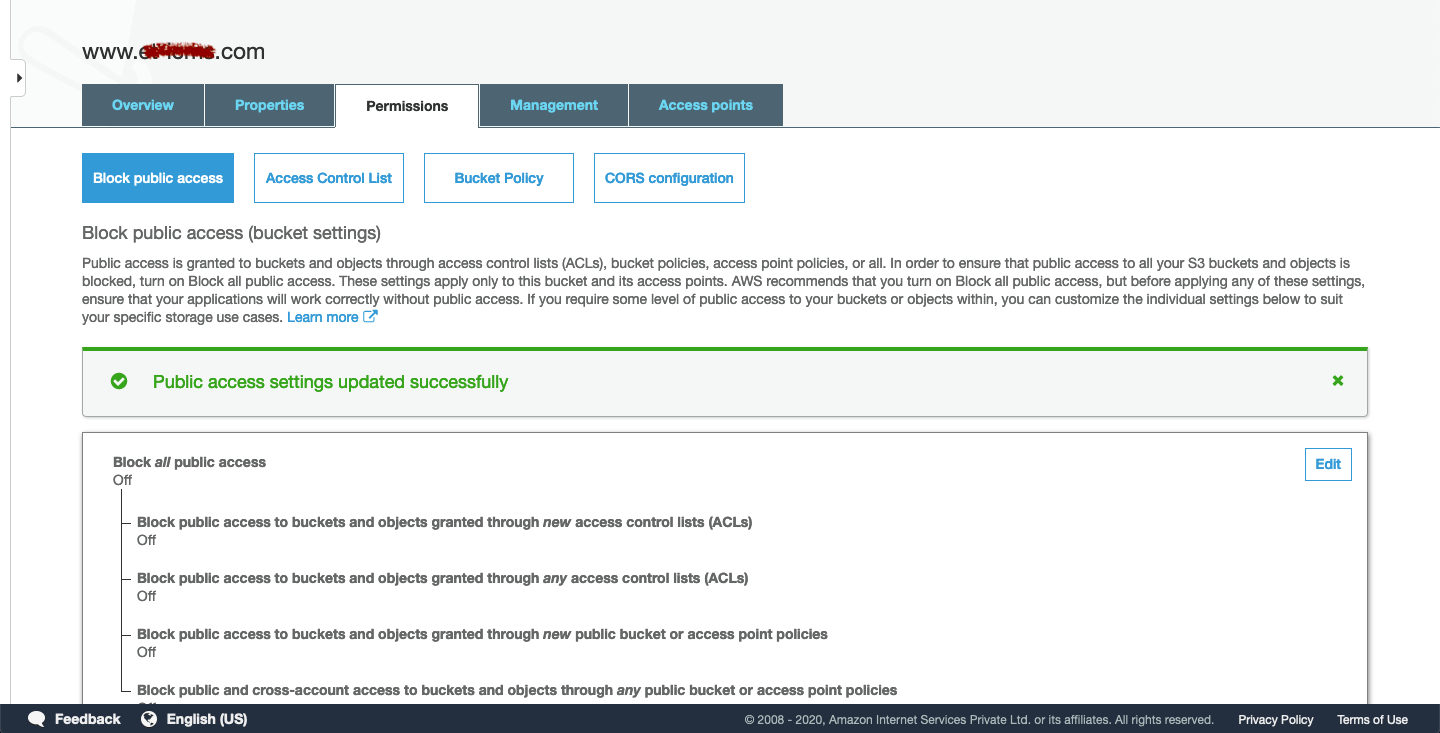 www. .com
Overview
Properties
Permissions
Management
Access points
Block public access
Access Control List
Bucket Policy
CORS configuration
Block public access (bucket settings)
Public access is granted to buckets and objects through access control lists (ACLs), bucket policies, access point policies, or all. In order to ensure that public access to all your S3 buckets and objects is
blocked, turn on Block all public access. These settings apply only to this bucket and its access points. AWS recommends that you turn on Block all public access, but before applying any of these settings,
ensure that your applications will work correctly without public access. If you require some level of public access to your buckets or objects within, you can customize the individual settings below to suit
your specific storage use cases. Learn more
Public access settings updated successfully
Block all public access
Edit
Off
Block public access to buckets and objects granted through new access control lists (ACLs)
Off
Block public access to buckets and objects granted through any access control lists (ACLs)
Off
Block public access to buckets and objects granted through new public bucket or access point policies
Off
Block public and cross-account access to buckets and objects through any public bucket or access point policies
Feedback
English (US)
© 2008 - 2020, Amazon Internet Services Private Ltd. or its affiliates. All rights reserved.
Privacy Policy
Terms of Use